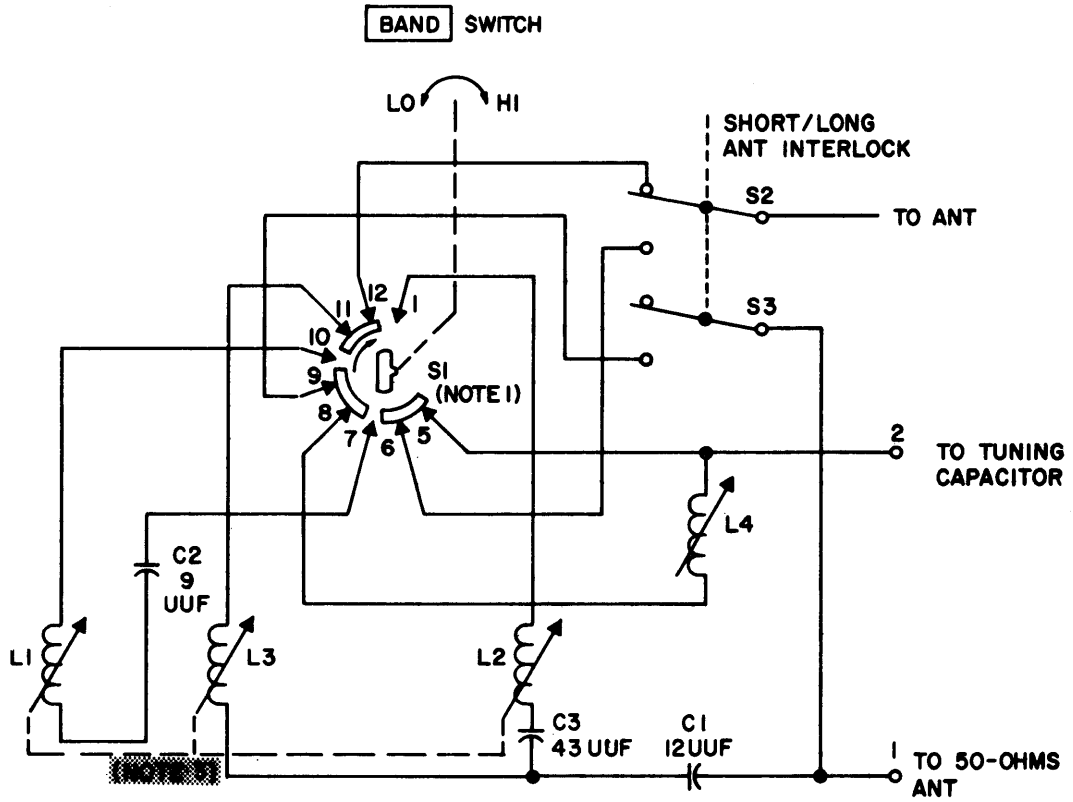 BAND SWITCH
LO HI
SHORT/LONG
ANT INTERLOCK
S2
TO ANT
12 1
11
S3
10
9
S1
(NOTE 1)
8
7 6 5
2
TO TUNING
CAPACITOR
L4
C2
9
UUF
L1 L3 L2
C3
43 UUF
C1
12UUF
(NOTE 5)
1
TO 50-OHMS
ANT